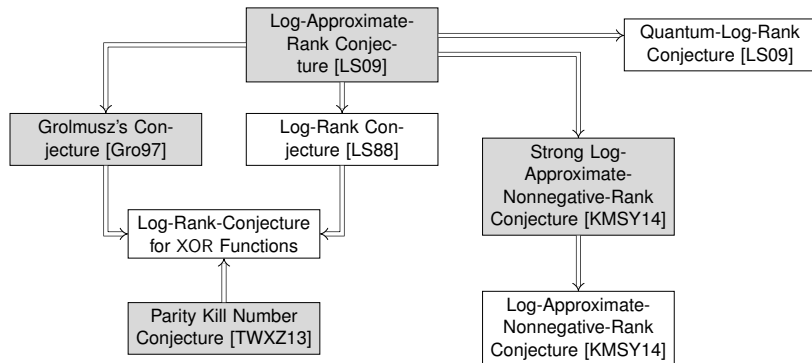 Log-Approximate-
Rank Conjec-
ture [LS09]
Quantum-Log-Rank
Conjecture [LS09]
Grolmusz's Con-
jecture [Gro97]
Log-Rank Con-
jecture [LS88]
Strong Log-
Approximate-
Nonnegative-Rank
Conjecture [KMSY14]
Log-Rank-Conjecture
for XOR Functions
Parity Kill Number
Conjecture [TWXZ13]
Log-Approximate-
Nonnegative-Rank
Conjecture [KMSY14]